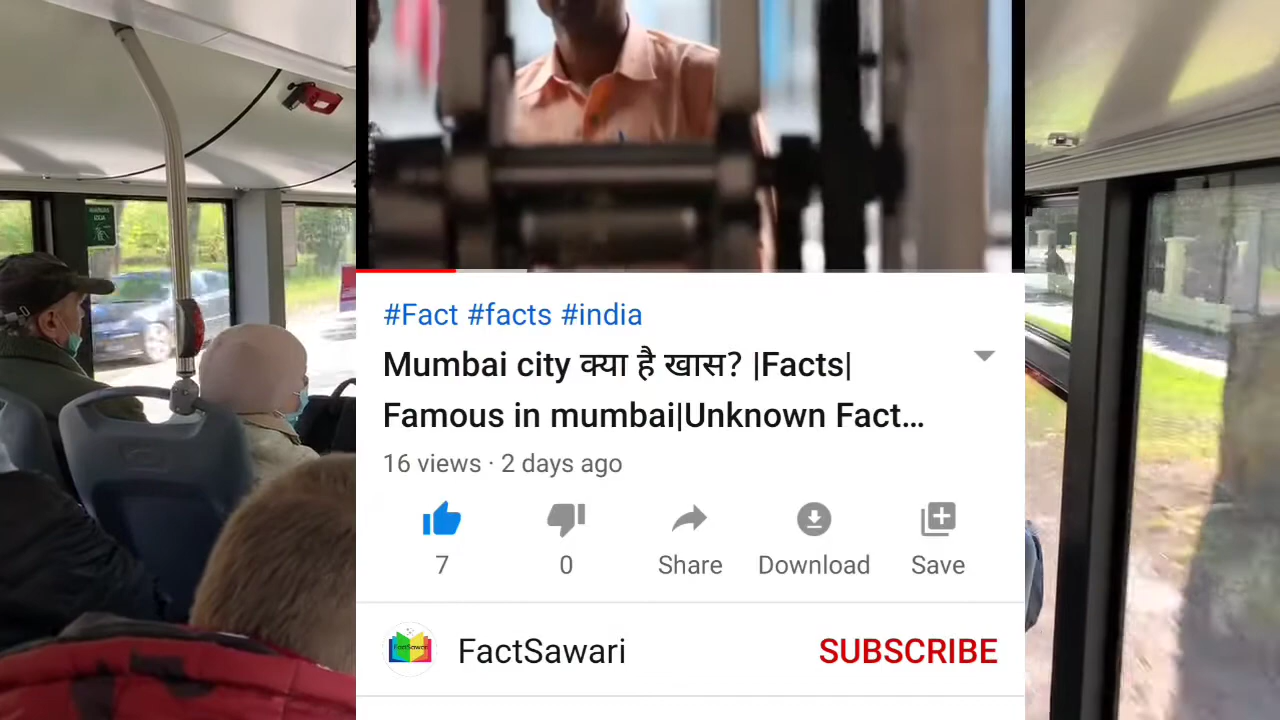 #Fact #facts #india
Mumbai city क्या है खास? |Facts|
Famous in mumbai|Unknown Fact...
16 views · 2 days ago
7
0
Share
Download
Save
FactSawari
SUBSCRIBE